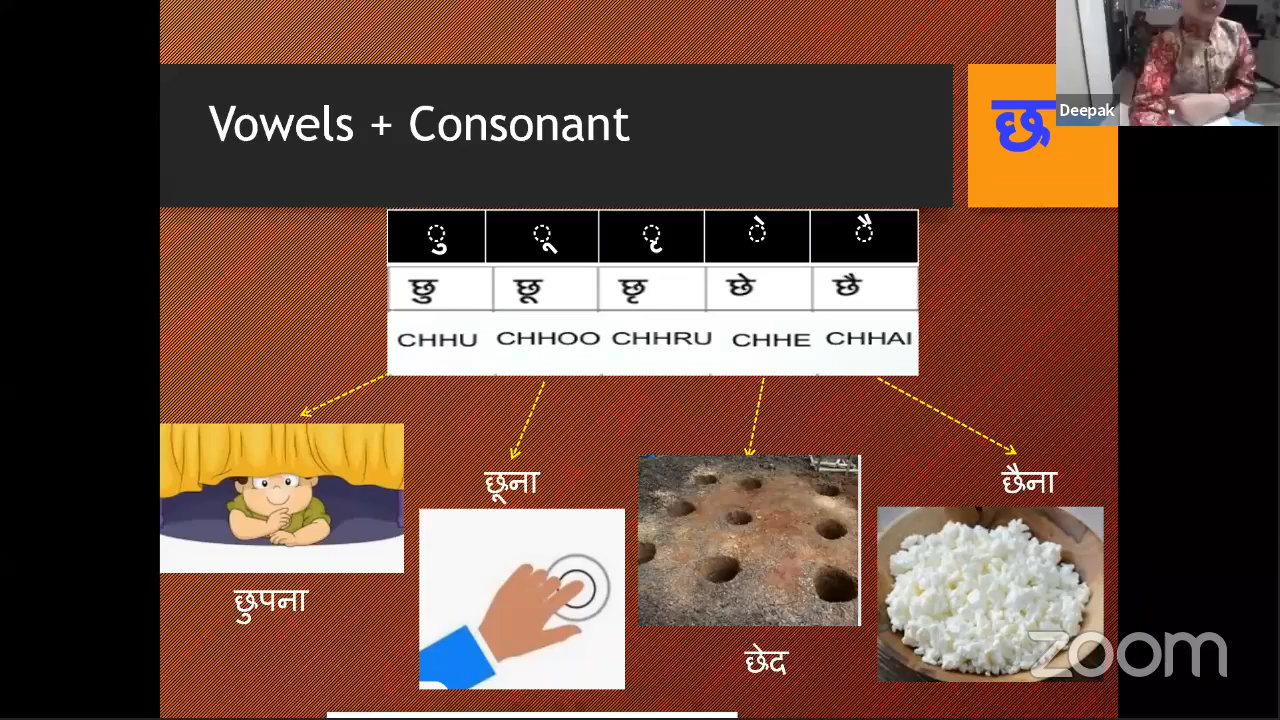 Vowels + Consonant
छ
Deepak
ु ू ृ े ै
छु छू छृ छे छै
CHHU CHHOO CHHRU CHHE CHHAI
छूना
छैना
छुपना
छेद
zoom